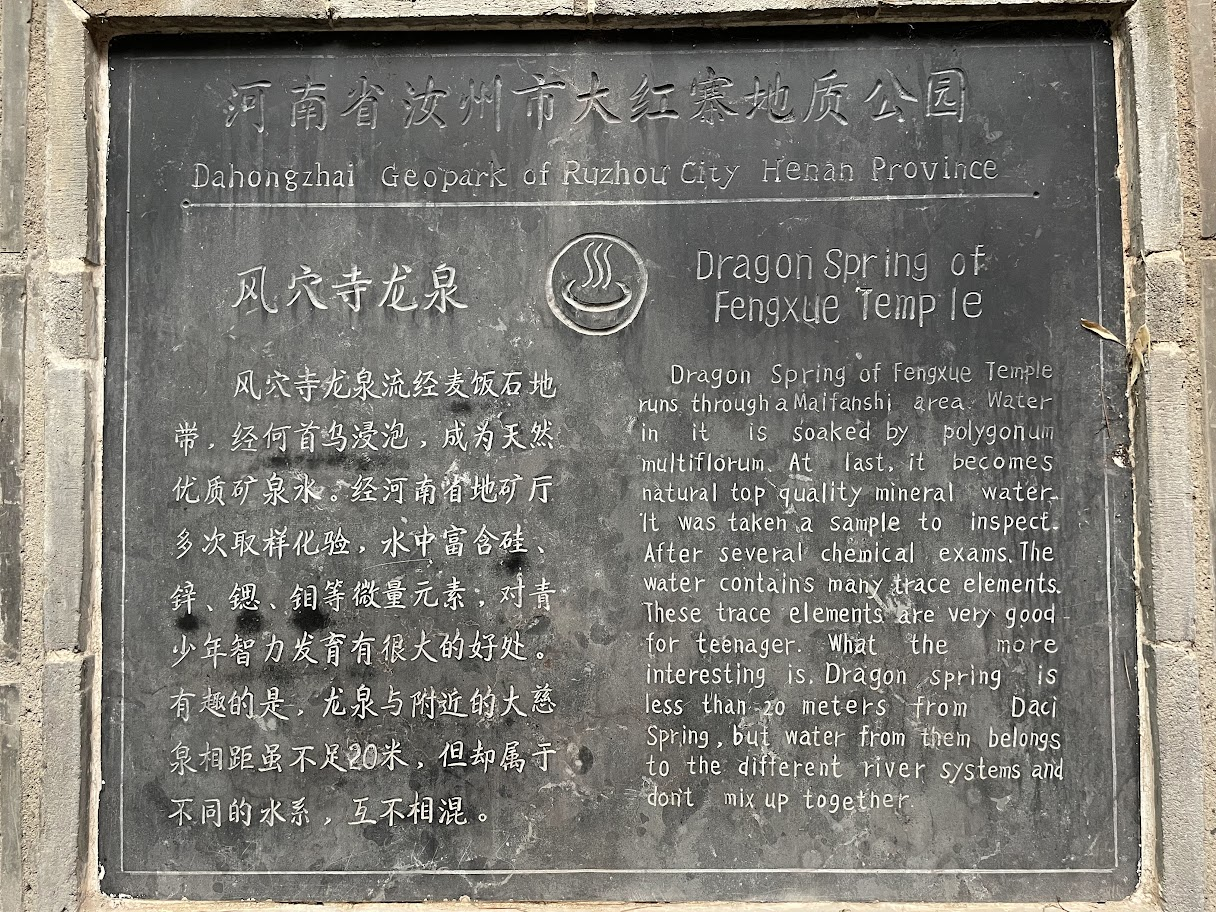 河南省汝州市大红寨地质公园
Dahongzhai Geopark of Ruzhou City Henan Province
风穴寺龙泉
风穴寺龙泉流经麦饭石地
带，经何首乌浸泡，成为天然
优质矿泉水。经河南省地矿厅
多次取样化验，水中富含硅、
锌、锶、钼等微量元素，对青
少年智力发育有很大的好处。
有趣的是，龙泉与附近的大慈
泉相距虽不足20米，但却属于
不同的水系，互不相混。
Dragon Spring of
Fengxue Temple
Dragon Spring of Fengxue Temple
runs through a Maifanshi area. Water
in it is soaked by polygonum
multiflorum. At last, it becomes
natural top quality mineral water.
It was taken a sample to inspect.
After several chemical exams. The
water contains many trace elements.
These trace elements are very good
for teenager. What the more
interesting is. Dragon spring is
less than 20 meters from Daci
Spring, but water from them belongs
to the different river systems and
don't mix up together.